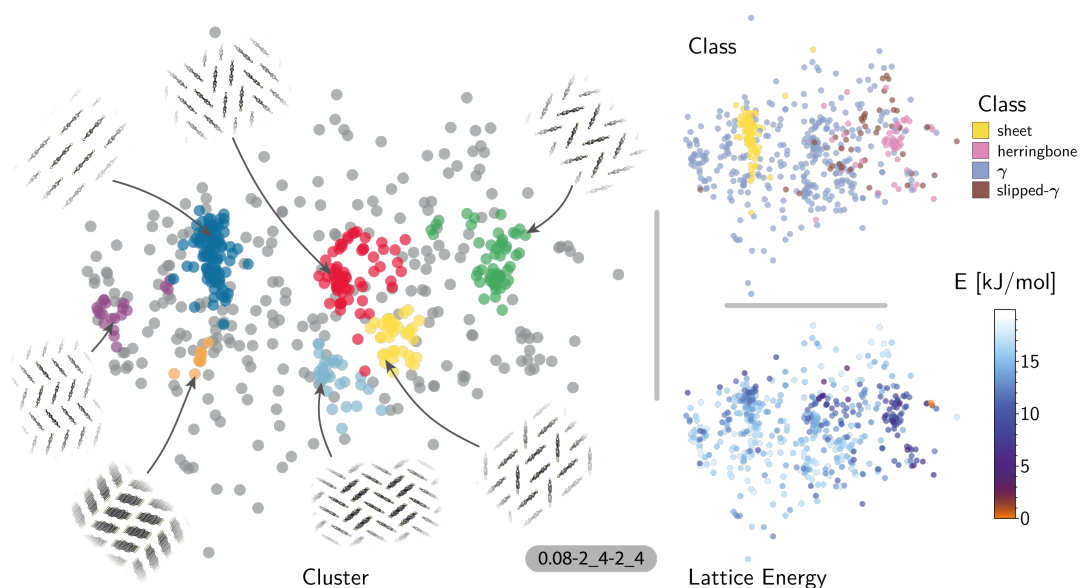 Class
Class
sheet
herringbone
γ
slipped-γ
E [kJ/mol]
15
10
5
0
0.08-2_4-2_4
Cluster
Lattice Energy